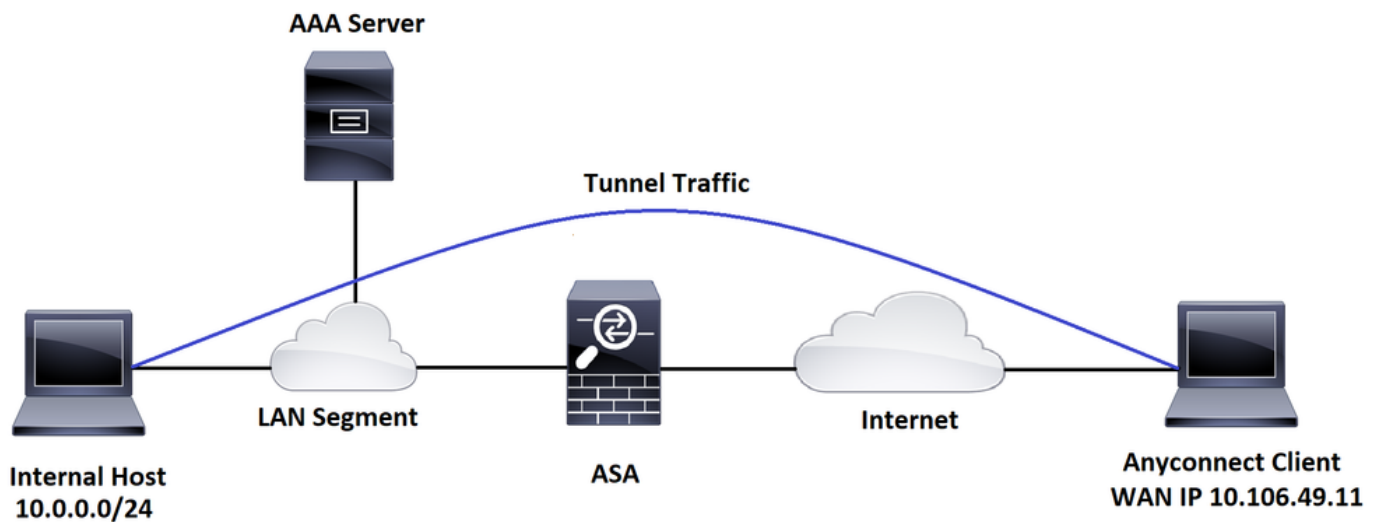 AAA Server
Tunnel Traffic
LAN Segment
Internet
ASA
Internal Host
10.0.0.0/24
Anyconnect Client
WAN IP 10.106.49.11